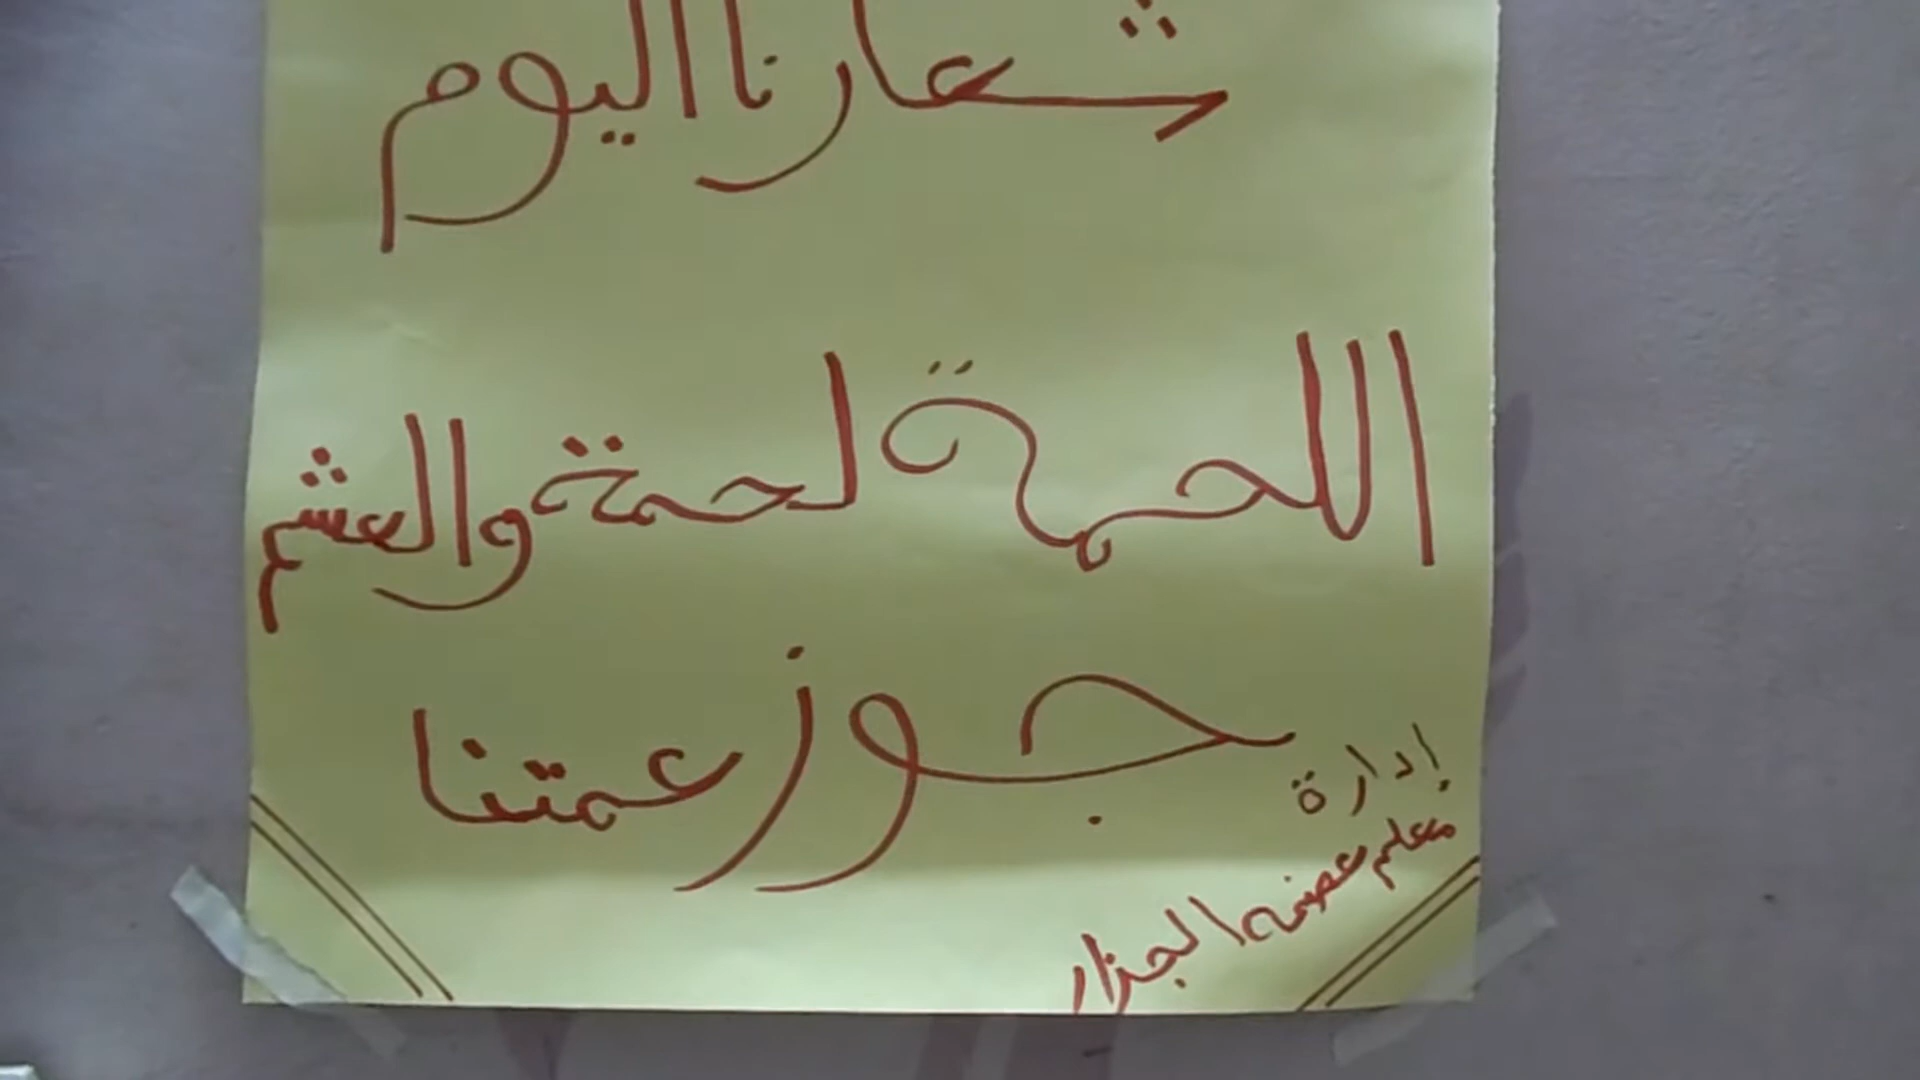 شعارنا اليوم
اللحمة لحمة والعشم
جوز عمتنا
إدارة
معلم عضمه الجزار